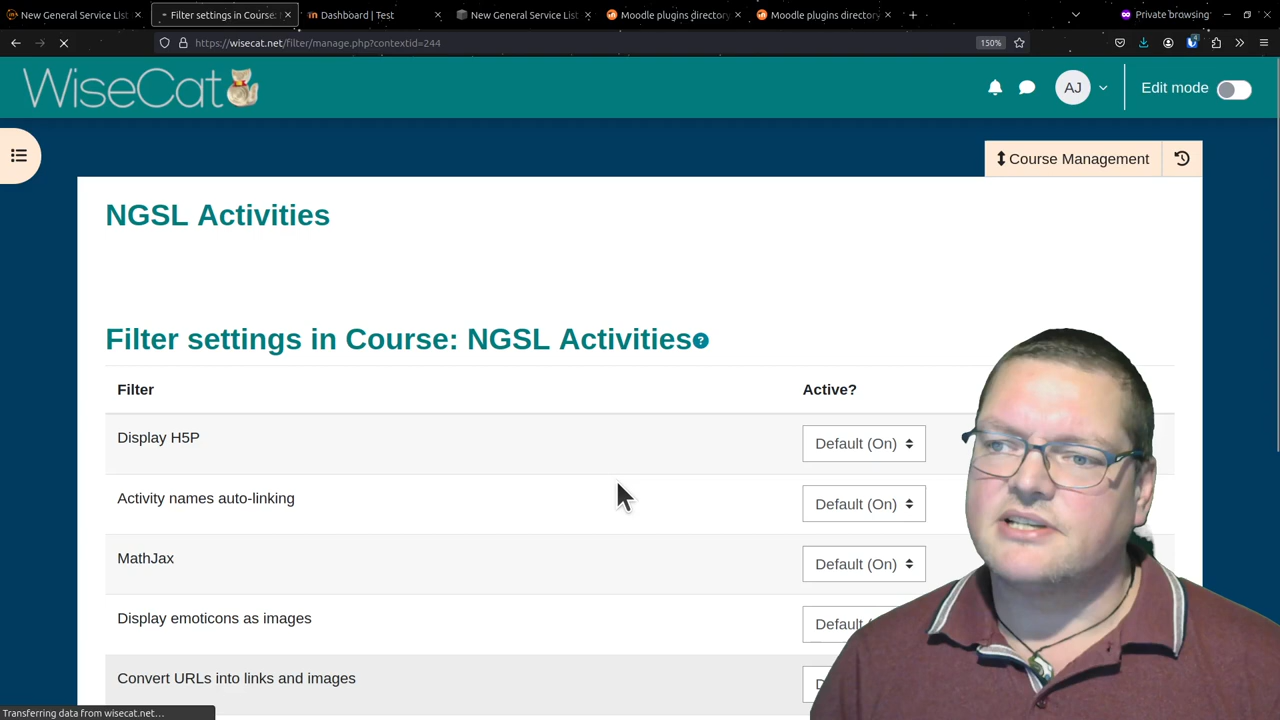 New General Service List
Filter settings in Course:
Dashboard | Test
New General Service List
Moodle plugins directory
Moodle plugins directory
Private browsing
https://wisecat.net/filter/manage.php?contextid=244
150%
4
WiseCat
AJ
Edit mode
Course Management
NGSL Activities
Filter settings in Course: NGSL Activities
?
Filter
Active?
Display H5P
Default (On)
Activity names auto-linking
Default (On)
MathJax
Default (On)
Display emoticons as images
Default
Convert URLs into links and images
Transferring data from wisecat.net…